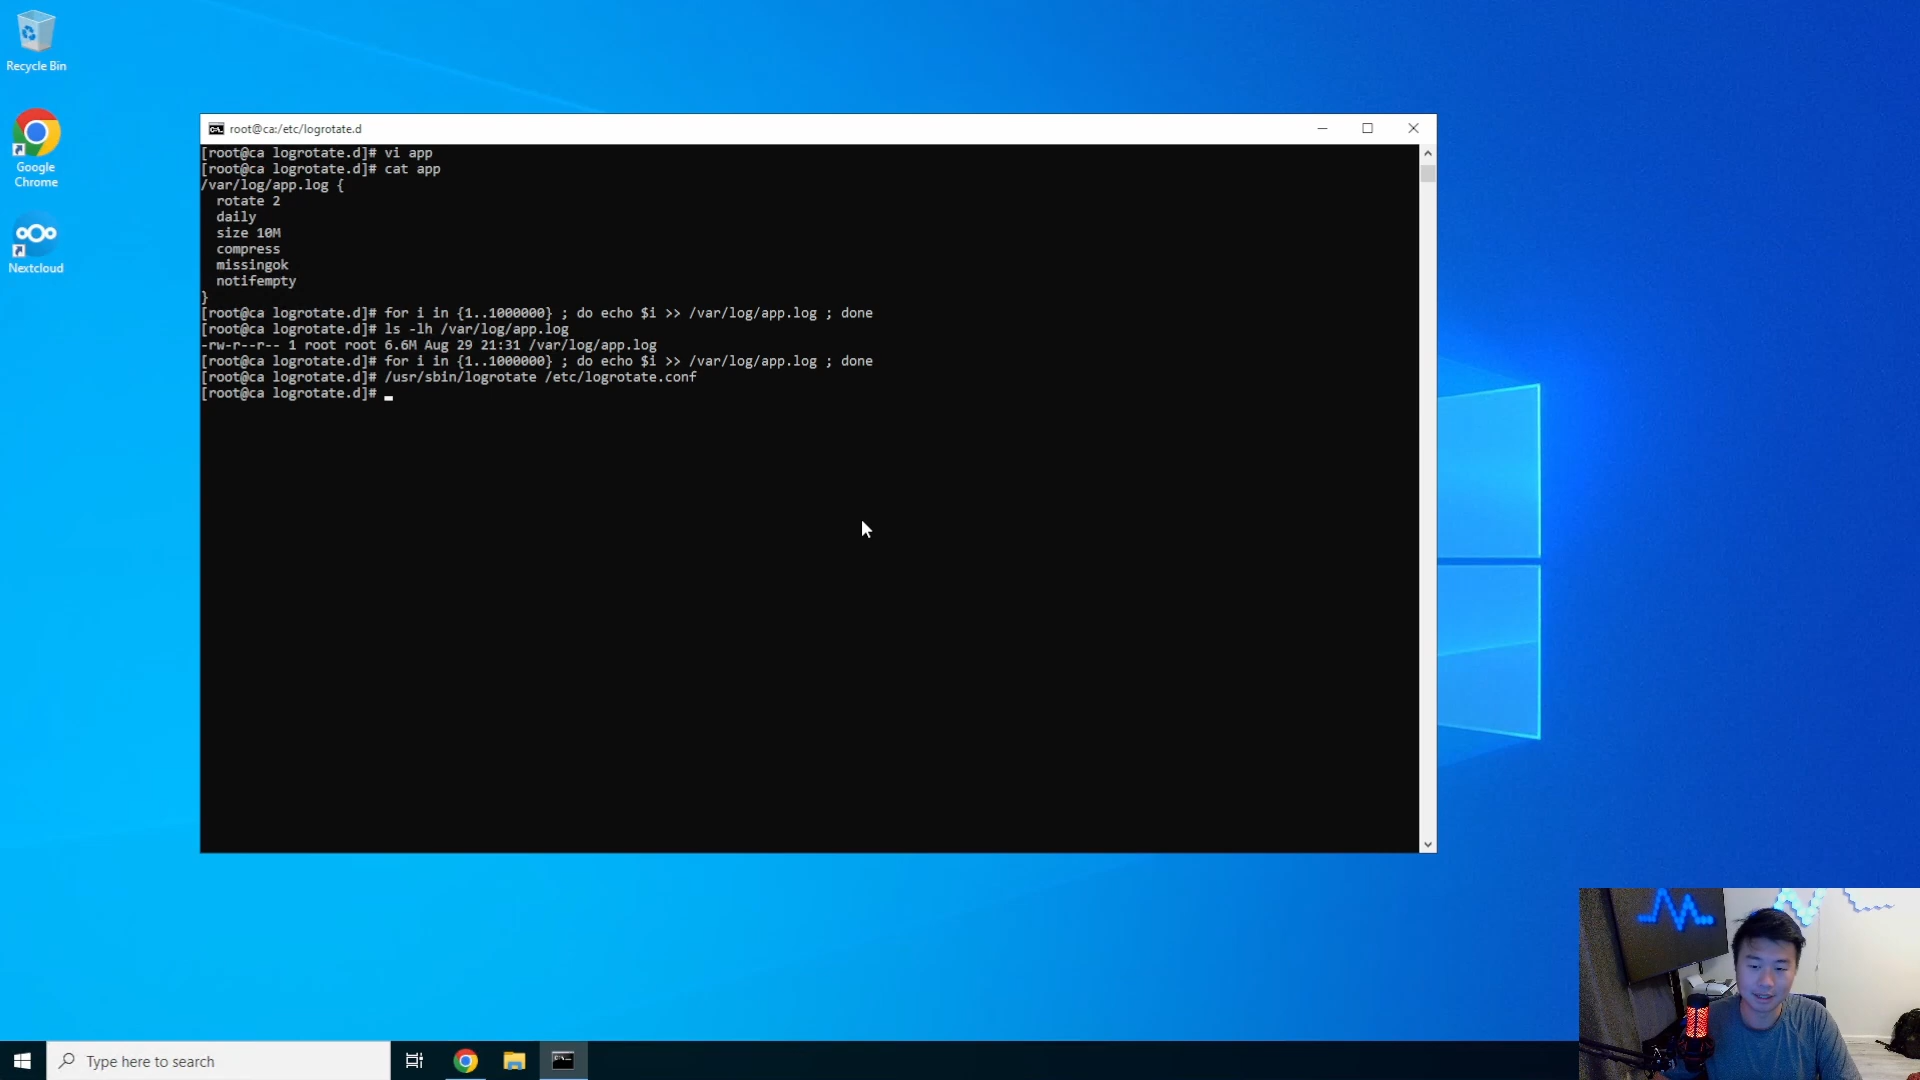 Recycle Bin
Google
Chrome
Nextcloud
root@ca:/etc/logrotate.d
[root@ca logrotate.d]# vi app
[root@ca logrotate.d]# cat app
/var/log/app.log {
  rotate 2
  daily
  size 10M
  compress
  missingok
  notifempty
}
[root@ca logrotate.d]# for i in {1..1000000} ; do echo $i >> /var/log/app.log ; done
[root@ca logrotate.d]# ls -lh /var/log/app.log
-rw-r--r-- 1 root root 6.6M Aug 29 21:31 /var/log/app.log
[root@ca logrotate.d]# for i in {1..1000000} ; do echo $i >> /var/log/app.log ; done
[root@ca logrotate.d]# /usr/sbin/logrotate /etc/logrotate.conf
[root@ca logrotate.d]#
Type here to search